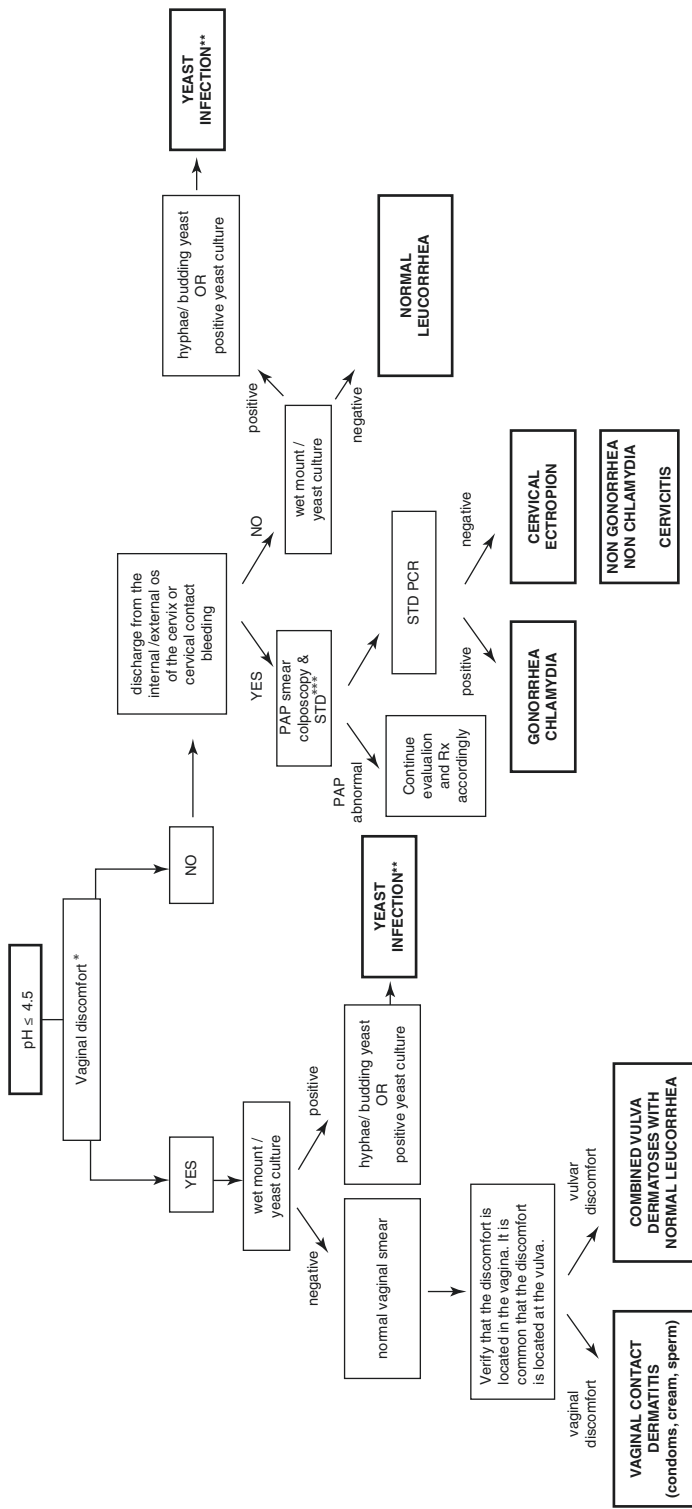 pH ≤ 4.5
Vaginal discomfort *
YES
NO
wet mount /
yeast culture
negative
positive
normal vaginal smear
hyphae/ budding yeast
OR
positive yeast culture
YEAST
INFECTION**
Verify that the discomfort is
located in the vagina. It is
common that the discomfort
is located at the vulva.
vaginal
discomfort
vulvar
discomfort
VAGINAL CONTACT
DERMATITIS
(condoms, cream, sperm)
COMBINED VULVA
DERMATOSES WITH
NORMAL LEUCORRHEA
discharge from the
internal /external os
of the cervix or
cervical contact
bleeding
YES
NO
PAP smear
colposcopy &
STD***
PAP
abnormal
Continue
evaluation
and Rx
accordingly
STD PCR
positive
negative
GONORRHEA
CHLAMYDIA
CERVICAL
ECTROPION
NON GONORRHEA
NON CHLAMYDIA
CERVICITIS
wet mount /
yeast culture
positive
negative
hyphae/ budding yeast
OR
positive yeast culture
YEAST
INFECTION**
NORMAL
LEUCORRHEA